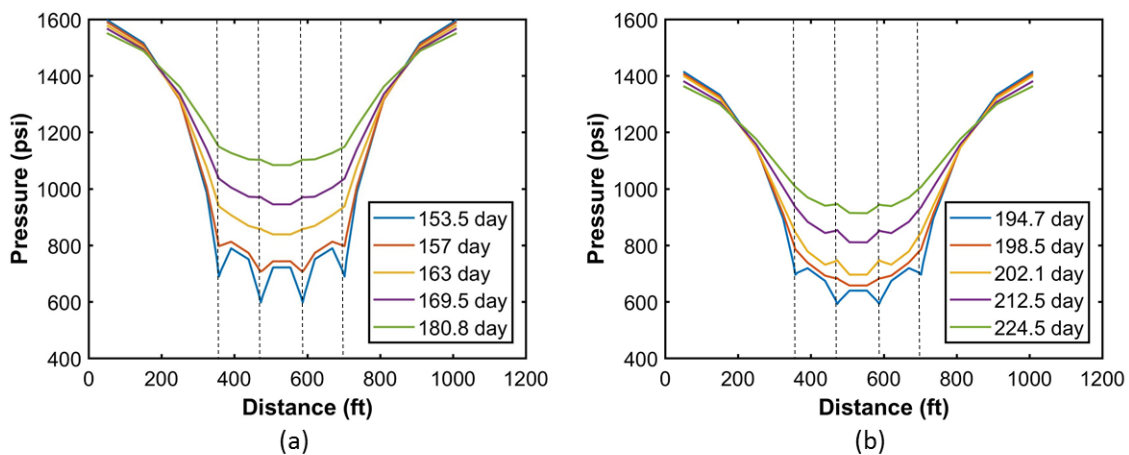 (a)
Pressure (psi)
1600
1400
1200
1000
800
600
400
153.5 day
157 day
163 day
169.5 day
180.8 day
0 200 400 600 800 1000 1200
Distance (ft)
(a)
(b)
Pressure (psi)
1600
1400
1200
1000
800
600
400
194.7 day
198.5 day
202.1 day
212.5 day
224.5 day
0 200 400 600 800 1000 1200
Distance (ft)
(b)